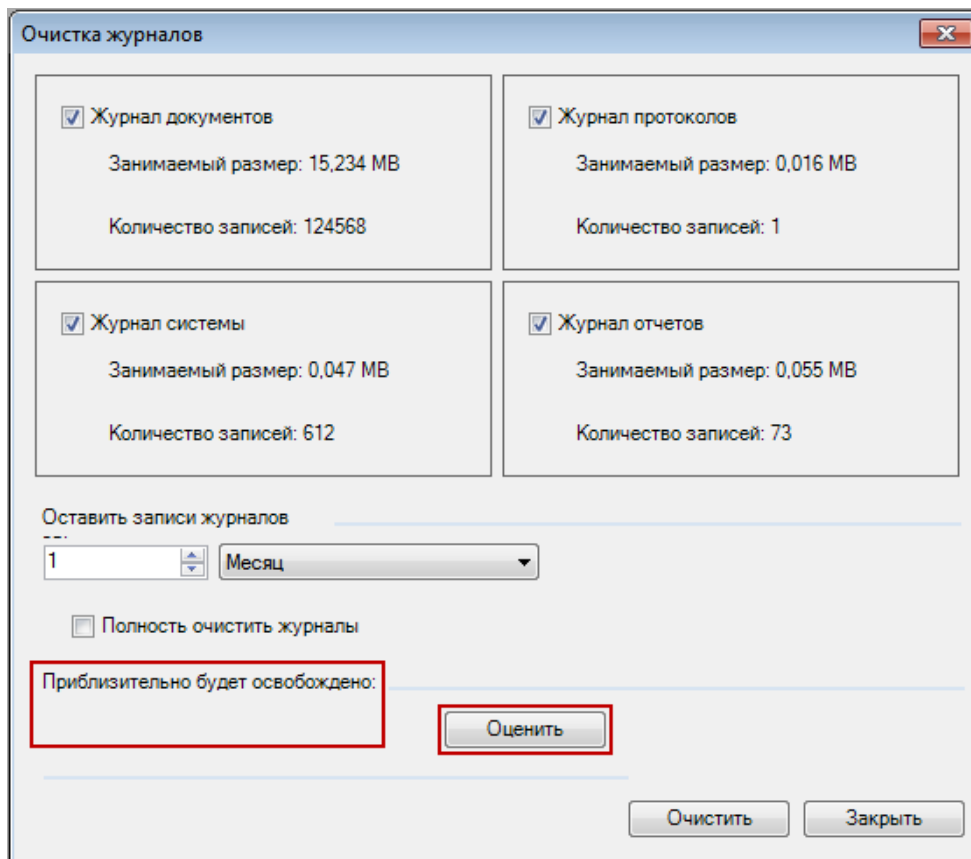 Очистка журналов
Журнал документов
Занимаемый размер: 15,234 MB
Количество записей: 124568
Журнал протоколов
Занимаемый размер: 0,016 MB
Количество записей: 1
Журнал системы
Занимаемый размер: 0,047 MB
Количество записей: 612
Журнал отчетов
Занимаемый размер: 0,055 MB
Количество записей: 73
Оставить записи журналов
1
Месяц
Полность очистить журналы
Приблизительно будет освобождено:
Оценить
Очистить
Закрыть